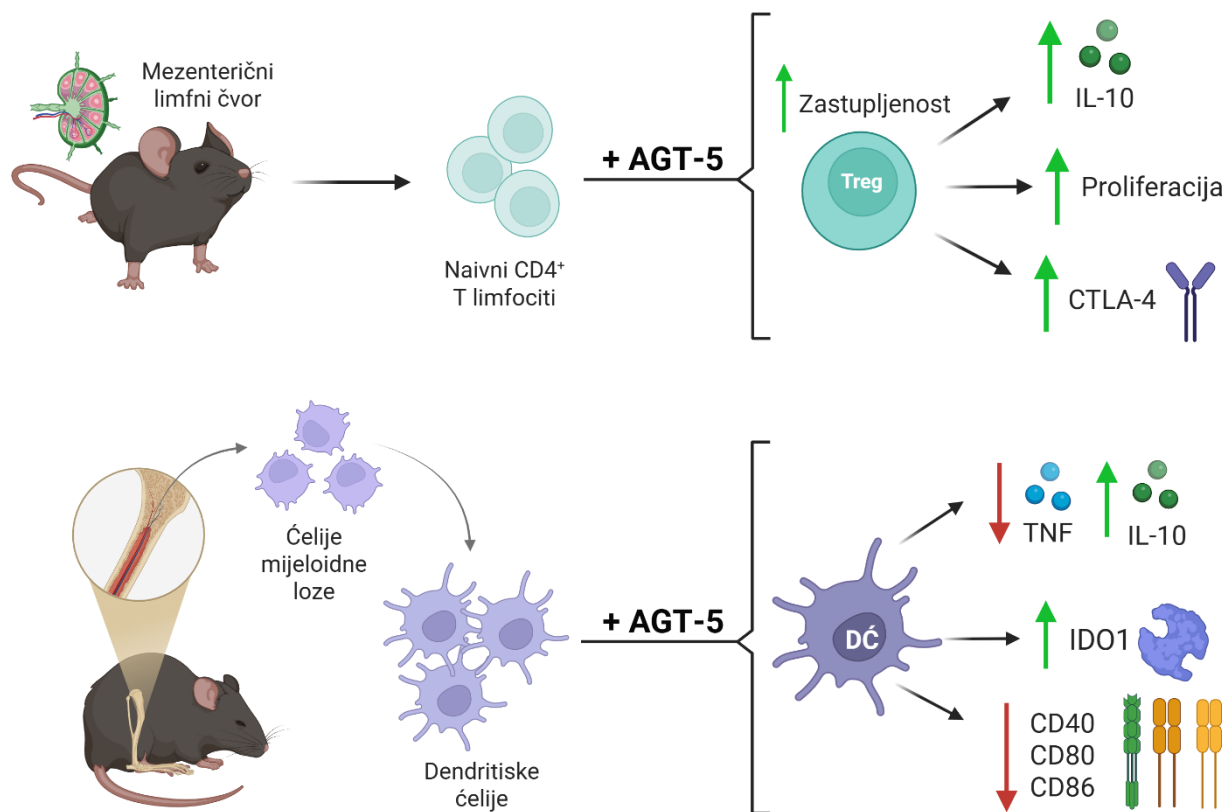 Mezenterični
limfni čvor
Naivni CD4⁺
T limfociti
+ AGT-5
Zastupljenost
Treg
IL-10
Proliferacija
CTLA-4
Ćelije
mijeloidne
loze
Dendritiske
ćelije
+ AGT-5
DĆ
TNF
IL-10
IDO1
CD40
CD80
CD86